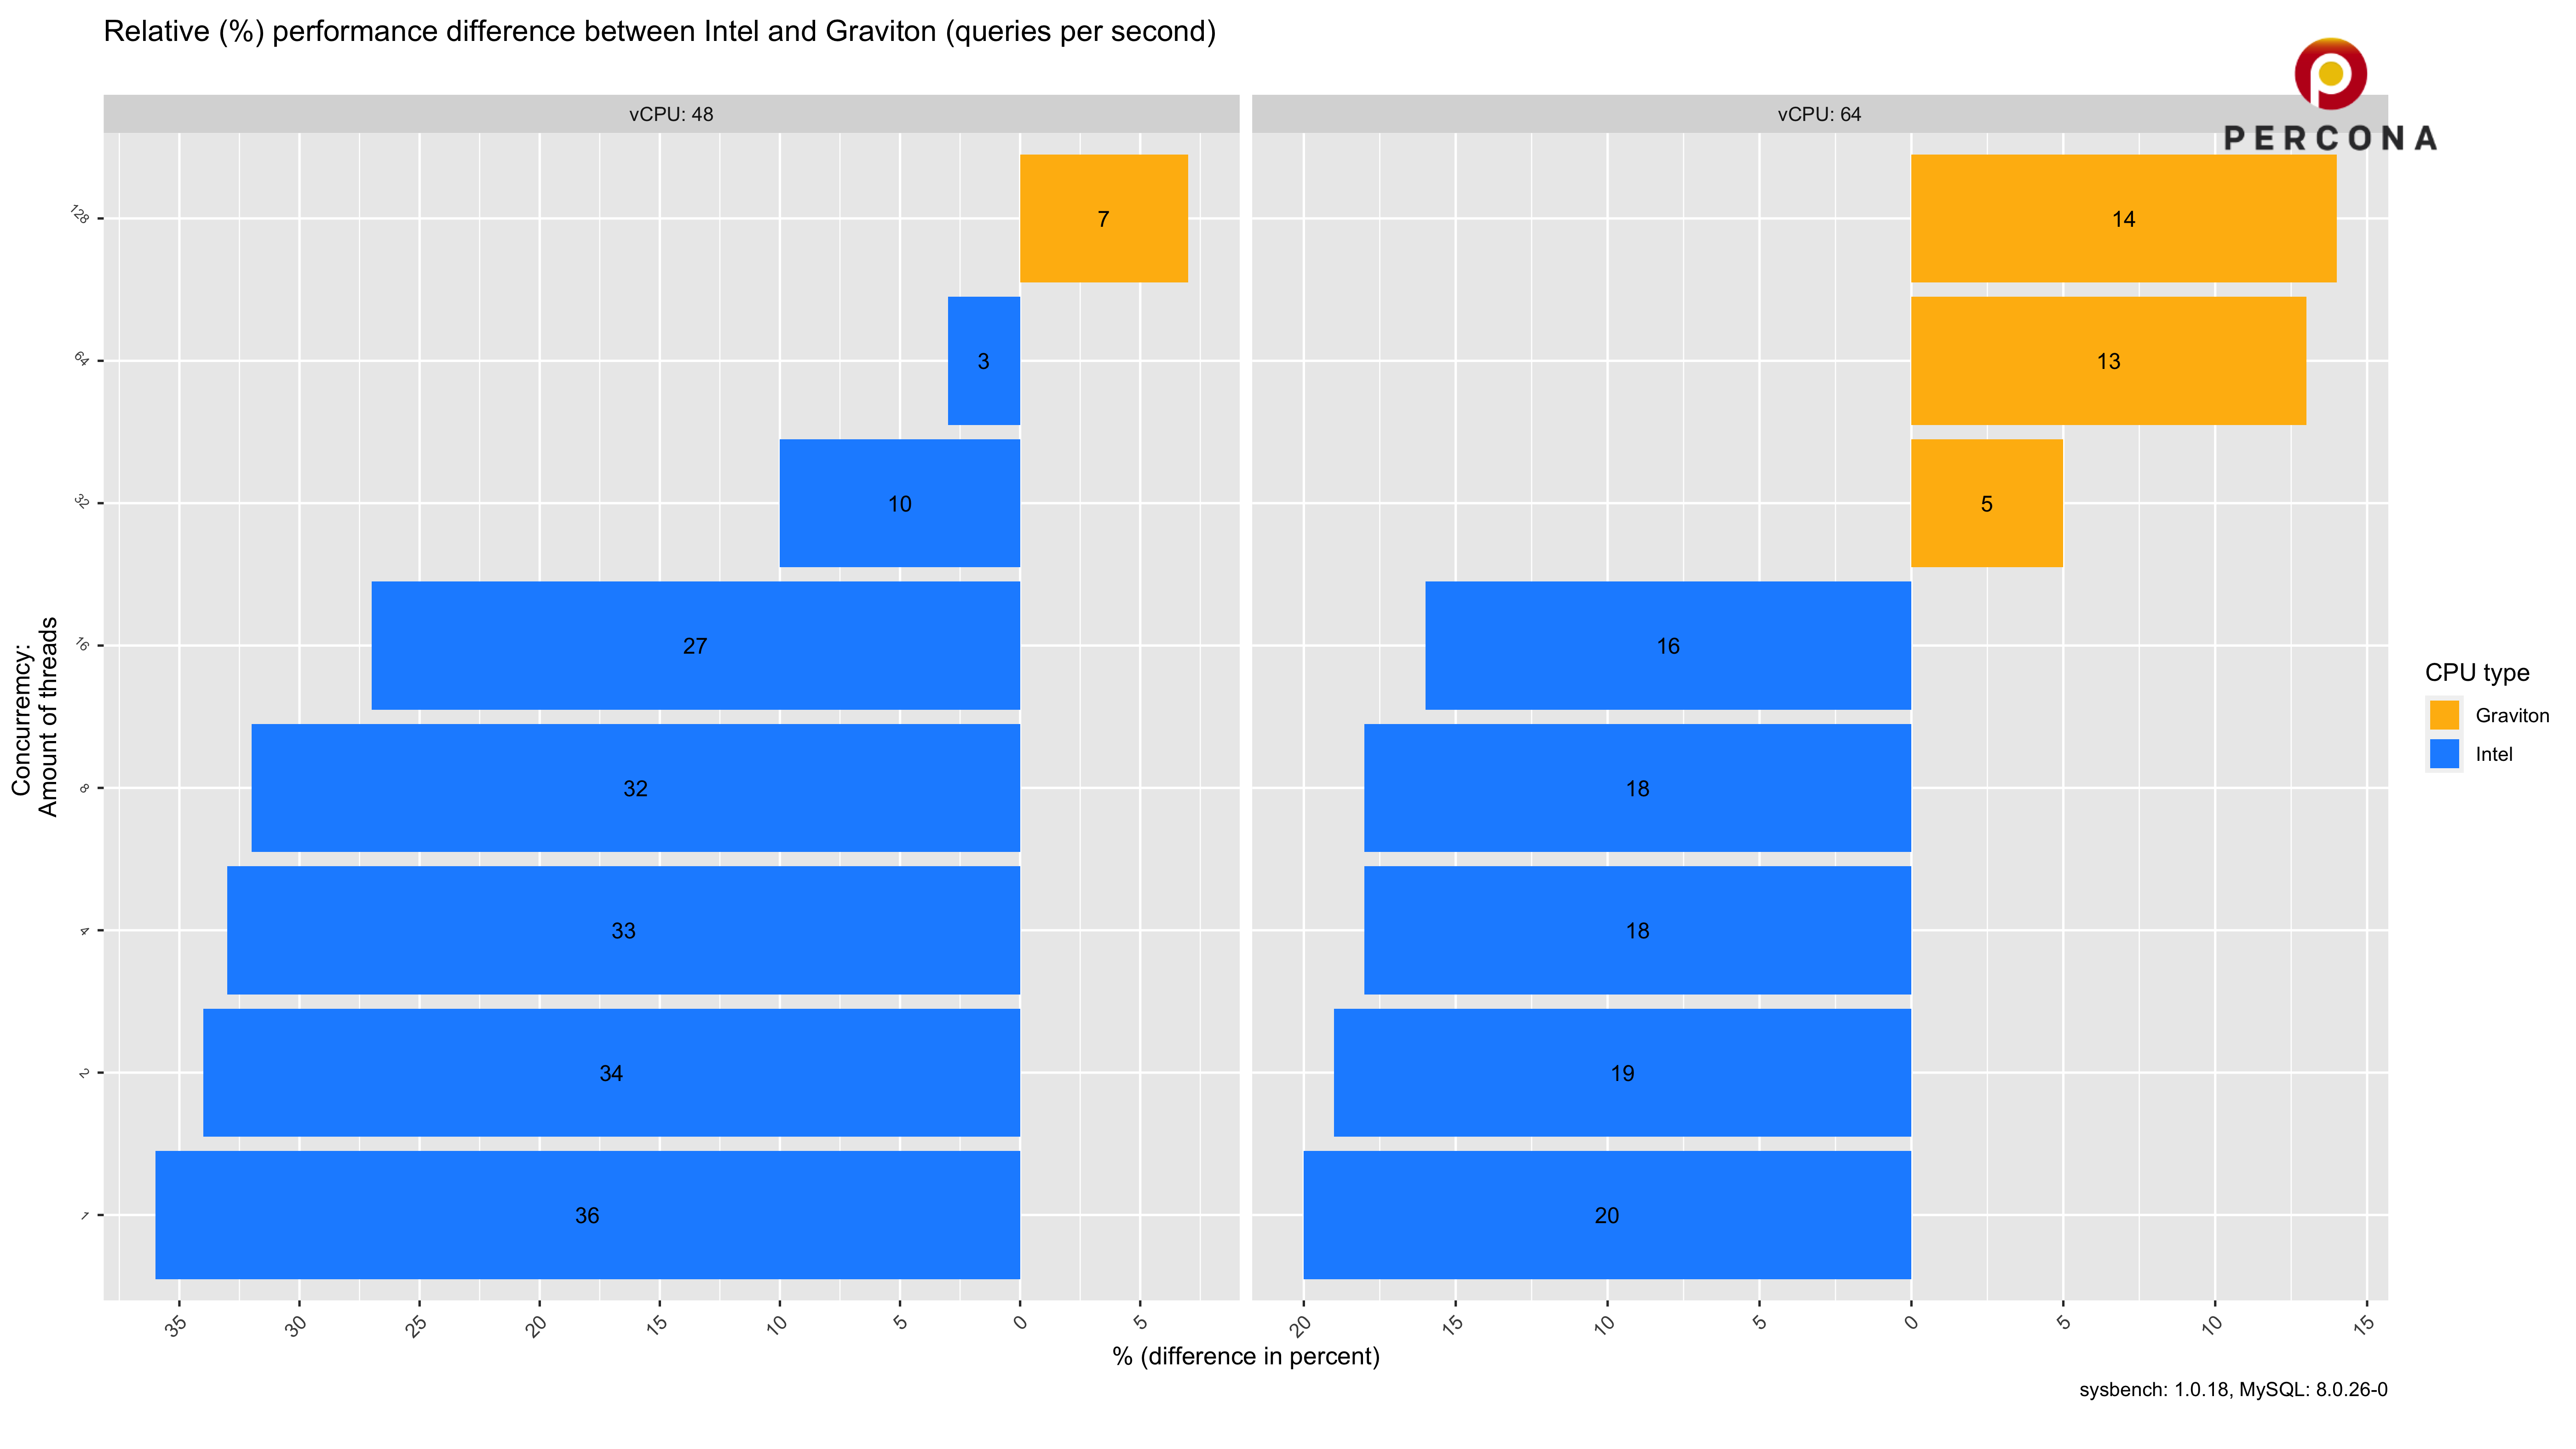 Relative (%) performance difference between Intel and Graviton (queries per second)
PERCONA
vCPU: 48
vCPU: 64
128
64
32
16
8
4
2
1
Concurremcy:
Amount of threads
7
3
10
27
32
33
34
36
14
13
5
16
18
18
19
20
35 30 25 20 15 10 5 0 5
20 15 10 5 0 5 10 15
% (difference in percent)
CPU type
Graviton
Intel
sysbench: 1.0.18, MySQL: 8.0.26-0